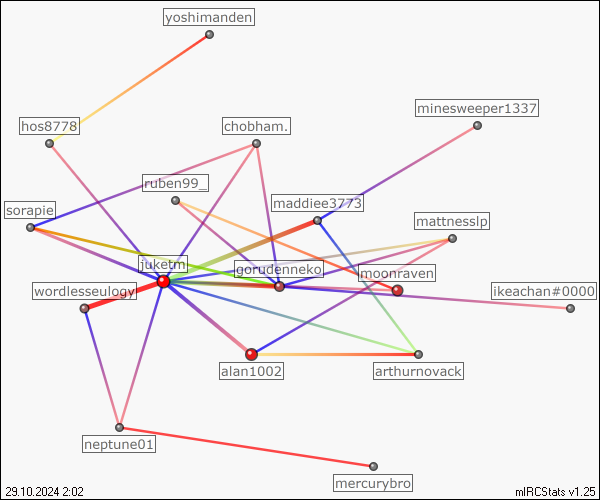 yoshimanden
minesweeper1337
hos8778
chobham.
ruben99_
maddiee3773
sorapie
mattnesslp
juketm
gorudenneko
moonraven
wordlesseulogy
ikeachan#0000
alan1002
arthurnovack
neptune01
mercurybro
29.10.2024 2:02
mIRCStats v1.25